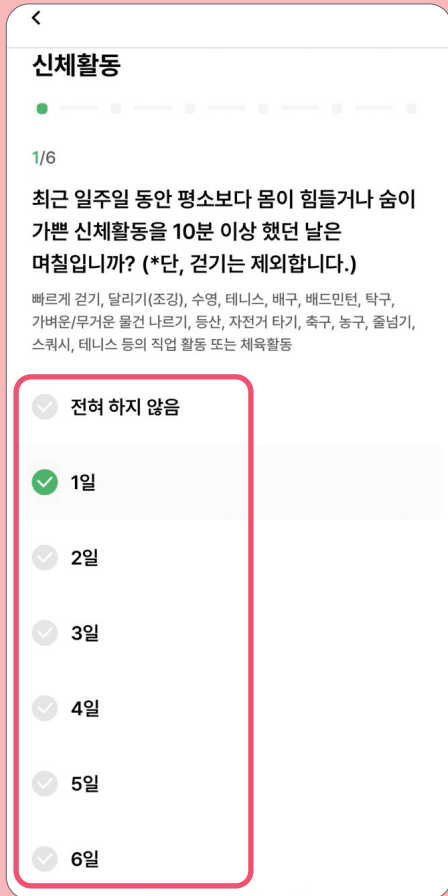 신체활동
1/6
최근 일주일 동안 평소보다 몸이 힘들거나 숨이
가쁜 신체활동을 10분 이상 했던 날은
며칠입니까? (*단, 걷기는 제외합니다.)
빠르게 걷기, 달리기(조깅), 수영, 테니스, 배구, 배드민턴, 탁구,
가벼운/무거운 물건 나르기, 등산, 자전거 타기, 축구, 농구, 줄넘기,
스쿼시, 테니스 등의 직업 활동 또는 체육활동
전혀 하지 않음
1일
2일
3일
4일
5일
6일